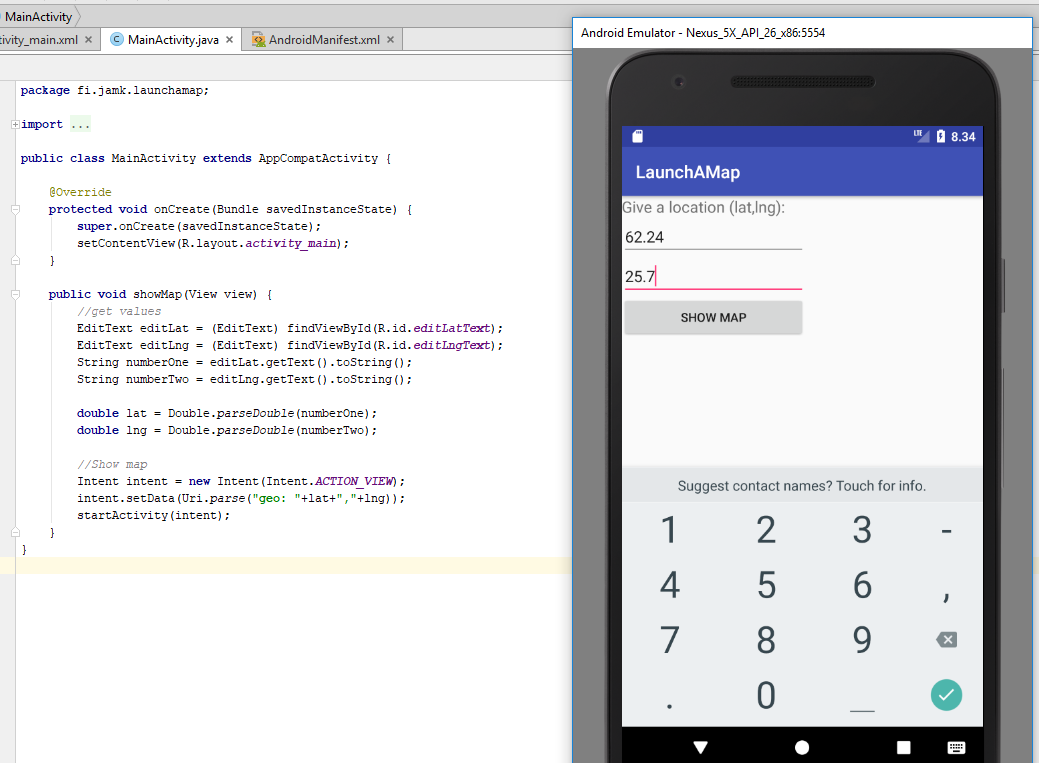 MainActivity
tivity_main.xml
MainActivity.java
AndroidManifest.xml
package fi.jamk.launchamap;
import ...
public class MainActivity extends AppCompatActivity {
@Override
protected void onCreate(Bundle savedInstanceState) {
super.onCreate(savedInstanceState);
setContentView(R.layout.activity_main);
}
public void showMap(View view) {
//get values
EditText editLat = (EditText) findViewById(R.id.editLatText);
EditText editLng = (EditText) findViewById(R.id.editLngText);
String numberOne = editLat.getText().toString();
String numberTwo = editLng.getText().toString();
double lat = Double.parseDouble(numberOne);
double lng = Double.parseDouble(numberTwo);
//Show map
Intent intent = new Intent(Intent.ACTION_VIEW);
intent.setData(Uri.parse("geo: "+lat+","+lng));
startActivity(intent);
}
}
Android Emulator - Nexus_5X_API_26_x86:5554
LTE 8.34
LaunchAMap
Give a location (lat,lng):
62.24
25.7
SHOW MAP
Suggest contact names? Touch for info.
1 2 3 -
4 5 6 ,
7 8 9
. 0 _